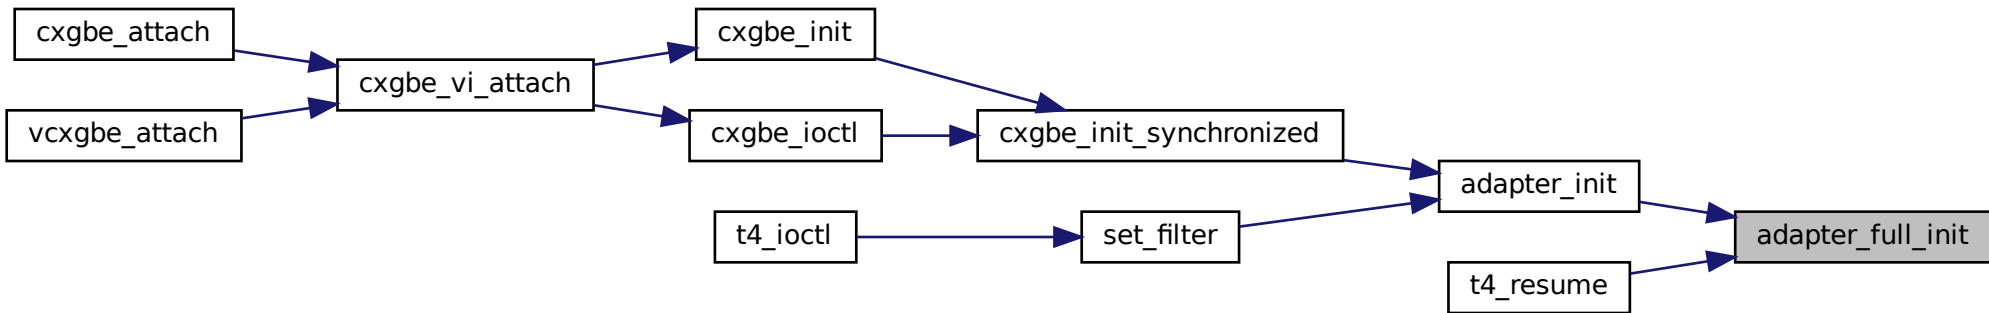 cxgbe_attach
vcxgbe_attach
cxgbe_vi_attach
cxgbe_init
cxgbe_ioctl
t4_ioctl
cxgbe_init_synchronized
set_filter
adapter_init
t4_resume
adapter_full_init